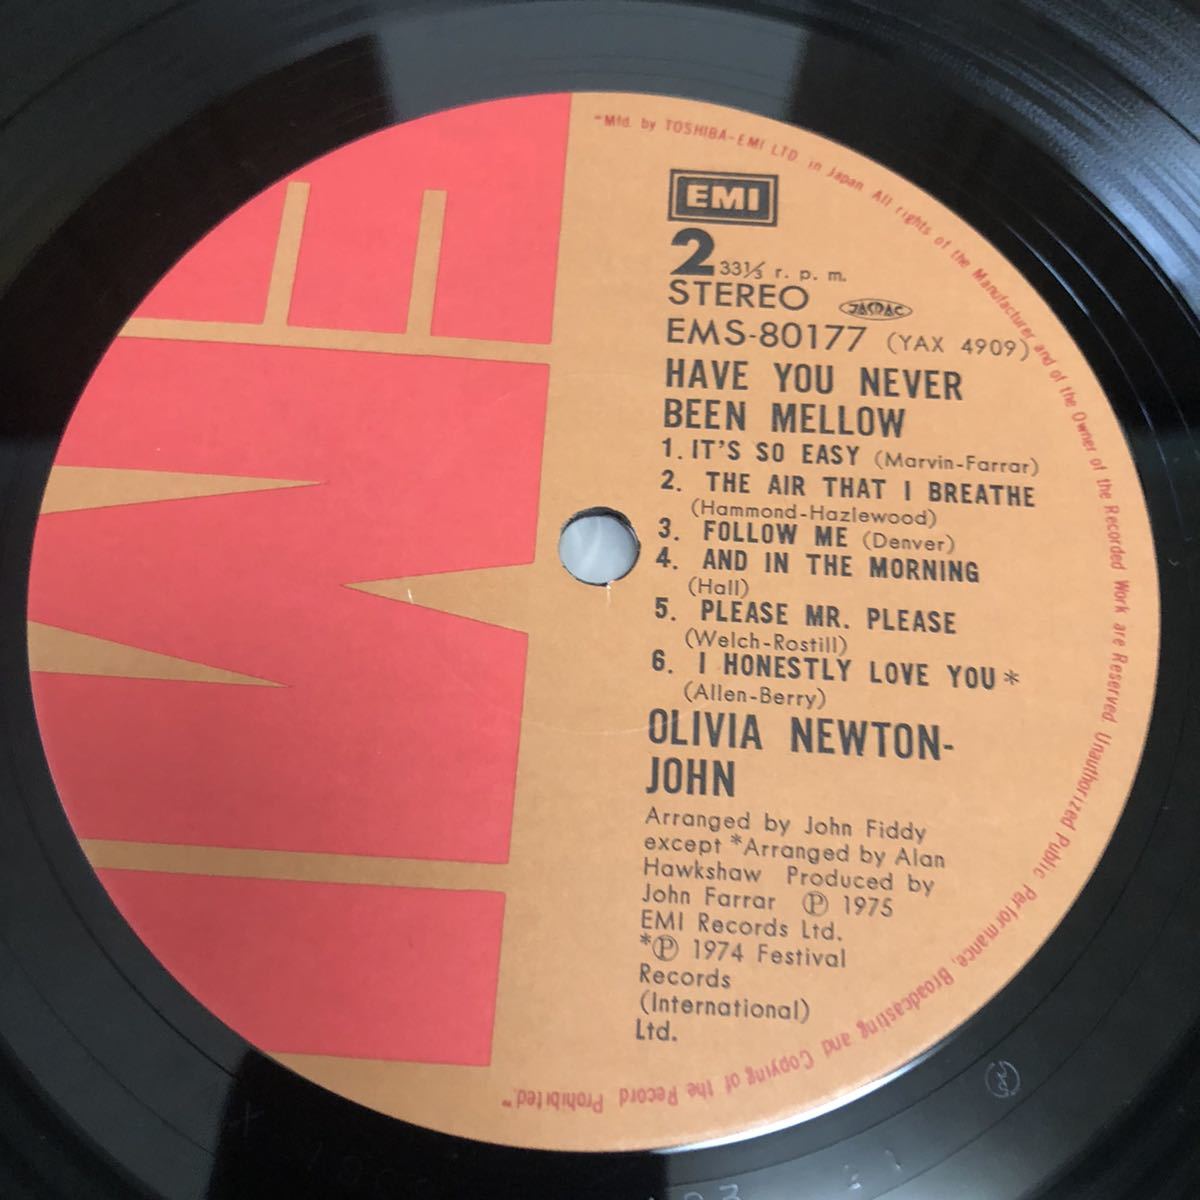 "Mfd. by TOSHIBA-EMI LTD in Japan. All rights of the Manufacturer and of the Owner of the Recorded Work are Reserved. Unauthorized Public Performance, Broadcasting and Copying of the Record Prohibited."
EMI
2 33⅓ r. p. m.
STEREO JASRAC
EMS-80177 (YAX 4909)
HAVE YOU NEVER
BEEN MELLOW
1. IT'S SO EASY (Marvin-Farrar)
2. THE AIR THAT I BREATHE
(Hammond-Hazlewood)
3. FOLLOW ME (Denver)
4. AND IN THE MORNING
(Hall)
5. PLEASE MR. PLEASE
(Welch-Rostill)
6. I HONESTLY LOVE YOU*
(Allen-Berry)
OLIVIA NEWTON-
JOHN
Arranged by John Fiddy
except *Arranged by Alan
Hawkshaw Produced by
John Farrar Ⓟ 1975
EMI Records Ltd.
*Ⓟ 1974 Festival
Records
(International)
Ltd.
EMI